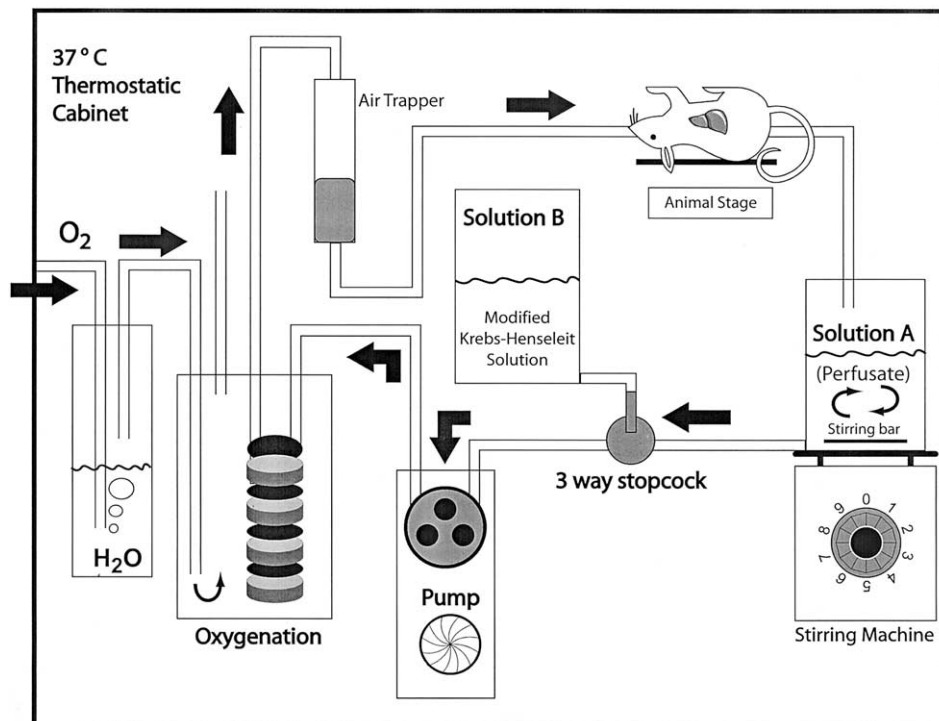 37° C
Thermostatic
Cabinet
Air Trapper
O₂
Solution B
Modified
Krebs-Henseleit
Solution
Animal Stage
Solution A
(Perfusate)
Stirring bar
3 way stopcock
H₂O
Oxygenation
Pump
0
1
2
3
4
5
6
7
8
9
Stirring Machine